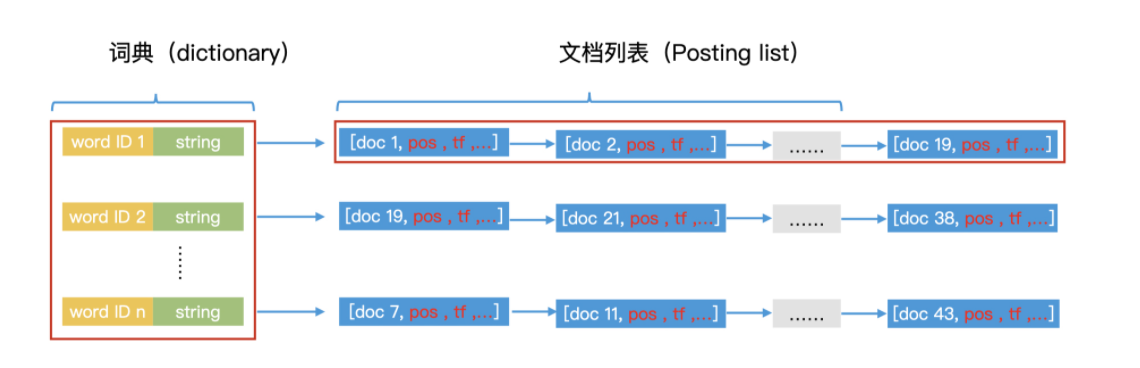 词典（dictionary） 文档列表（Posting list）
word ID 1 string [doc 1, pos , tf ,...] [doc 2, pos , tf ,...] ...... [doc 19, pos , tf ,...]
word ID 2 string [doc 19, pos , tf ,...] [doc 21, pos , tf ,...] ...... [doc 38, pos , tf ,...]
......
word ID n string [doc 7, pos , tf ,...] [doc 11, pos , tf ,...] ...... [doc 43, pos , tf ,...]